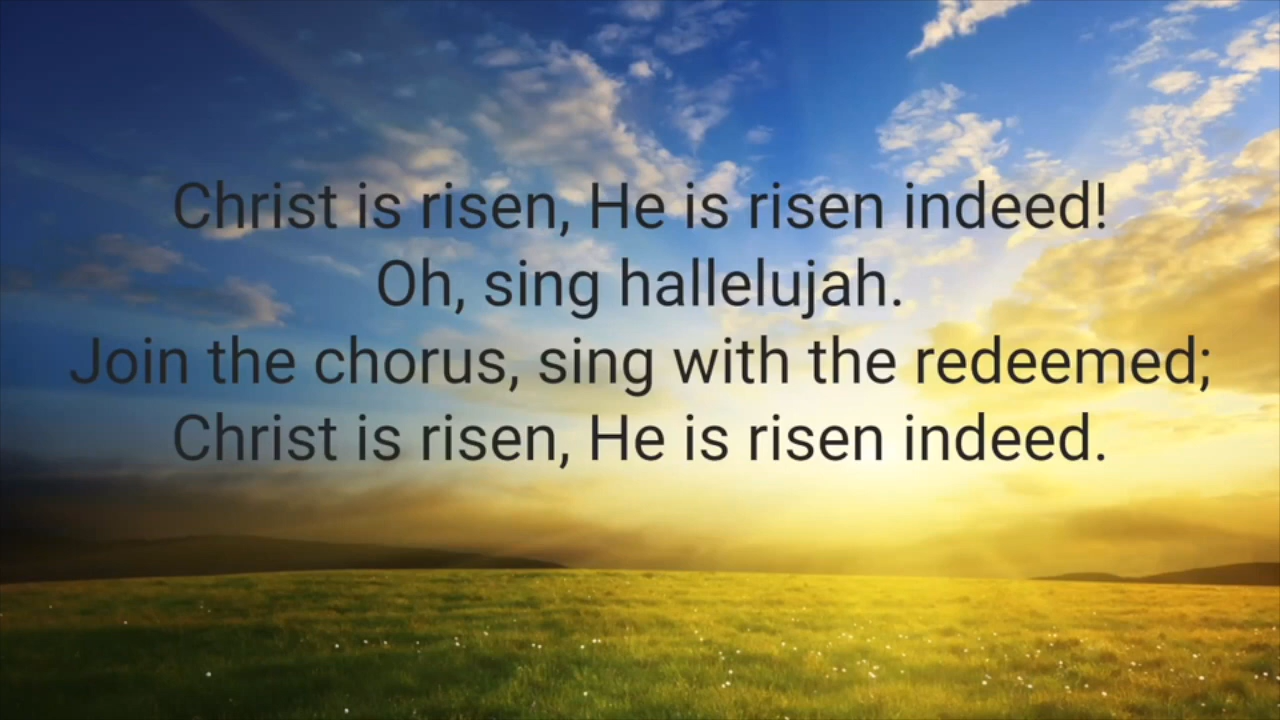 Christ is risen, He is risen indeed!
Oh, sing hallelujah.
Join the chorus, sing with the redeemed;
Christ is risen, He is risen indeed.